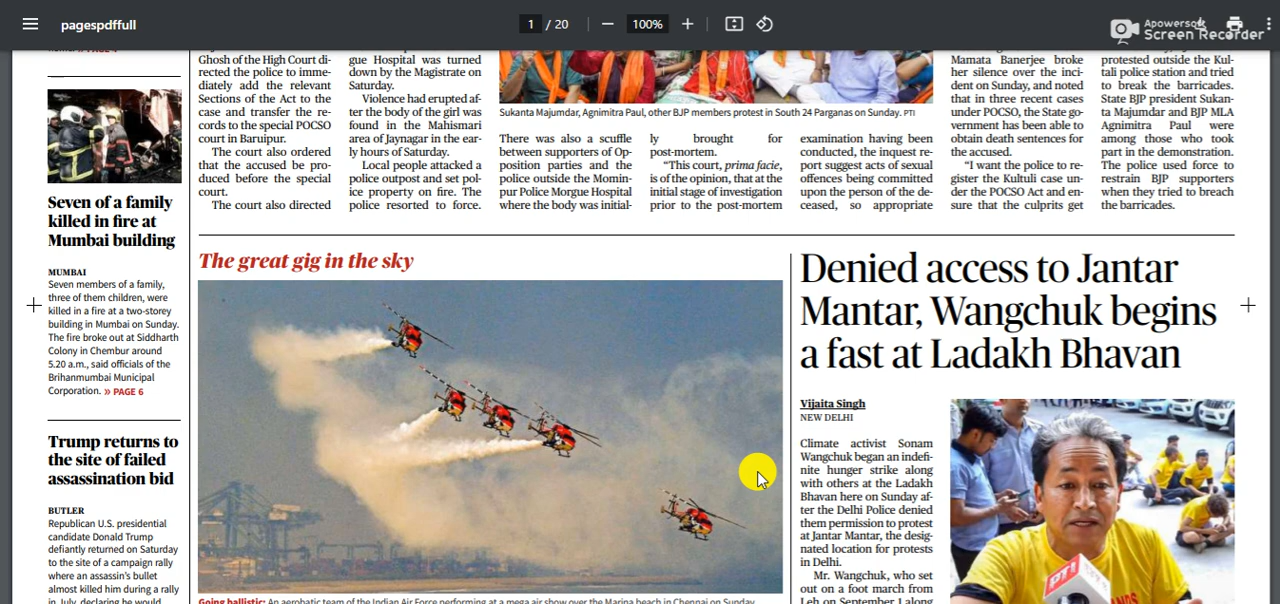 pagespdffull
1 / 20
100%
Apowersoft
Screen Recorder
Seven of a family
killed in fire at
Mumbai building
MUMBAI
Seven members of a family,
three of them children, were
killed in a fire at a two-storey
building in Mumbai on Sunday.
The fire broke out at Siddharth
Colony in Chembur around
5.20 a.m., said officials of the
Brihanmumbai Municipal
Corporation. » PAGE 6
Trump returns to
the site of failed
assassination bid
BUTLER
Republican U.S. presidential
candidate Donald Trump
defiantly returned on Saturday
to the site of a campaign rally
where an assassin's bullet
almost killed him during a rally
in July, declaring he would
Ghosh of the High Court di-
rected the police to imme-
diately add the relevant
Sections of the Act to the
case and transfer the re-
cords to the special POCSO
court in Baruipur.
The court also ordered
that the accused be pro-
duced before the special
court.
The court also directed
gue Hospital was turned
down by the Magistrate on
Saturday.
Violence had erupted af-
ter the body of the girl was
found in the Mahismari
area of Jaynagar in the ear-
ly hours of Saturday.
Local people attacked a
police outpost and set pol-
ice property on fire. The
police resorted to force.
Sukanta Majumdar, Agnimitra Paul, other BJP members protest in South 24 Parganas on Sunday. PTI
There was also a scuffle
between supporters of Op-
position parties and the
police outside the Momin-
pur Police Morgue Hospital
where the body was initial-
ly brought for
post-mortem.
“This court, prima facie,
is of the opinion, that at the
initial stage of investigation
prior to the post-mortem
examination having been
conducted, the inquest re-
port suggest acts of sexual
offences being committed
upon the person of the de-
ceased, so appropriate
Mamata Banerjee broke
her silence over the inci-
dent on Sunday, and noted
that in three recent cases
under POCSO, the State go-
vernment has been able to
obtain death sentences for
the accused.
“I want the police to re-
gister the Kultuli case un-
der the POCSO Act and en-
sure that the culprits get
protested outside the Kul-
tali police station and tried
to break the barricades.
State BJP president Sukan-
ta Majumdar and BJP MLA
Agnimitra Paul were
among those who took
part in the demonstration.
The police used force to
restrain BJP supporters
when they tried to breach
the barricades.
The great gig in the sky
Going ballistic: An aerobatic team of the Indian Air Force performing at a mega air show over the Marina beach in Chennai on Sunday.
Denied access to Jantar
Mantar, Wangchuk begins
a fast at Ladakh Bhavan
Vijaita Singh
NEW DELHI
Climate activist Sonam
Wangchuk began an indefi-
nite hunger strike along
with others at the Ladakh
Bhavan here on Sunday af-
ter the Delhi Police denied
them permission to protest
at Jantar Mantar, the desig-
nated location for protests
in Delhi.
Mr. Wangchuk, who set
out on a foot march from
Leh on September 1 along
PTI